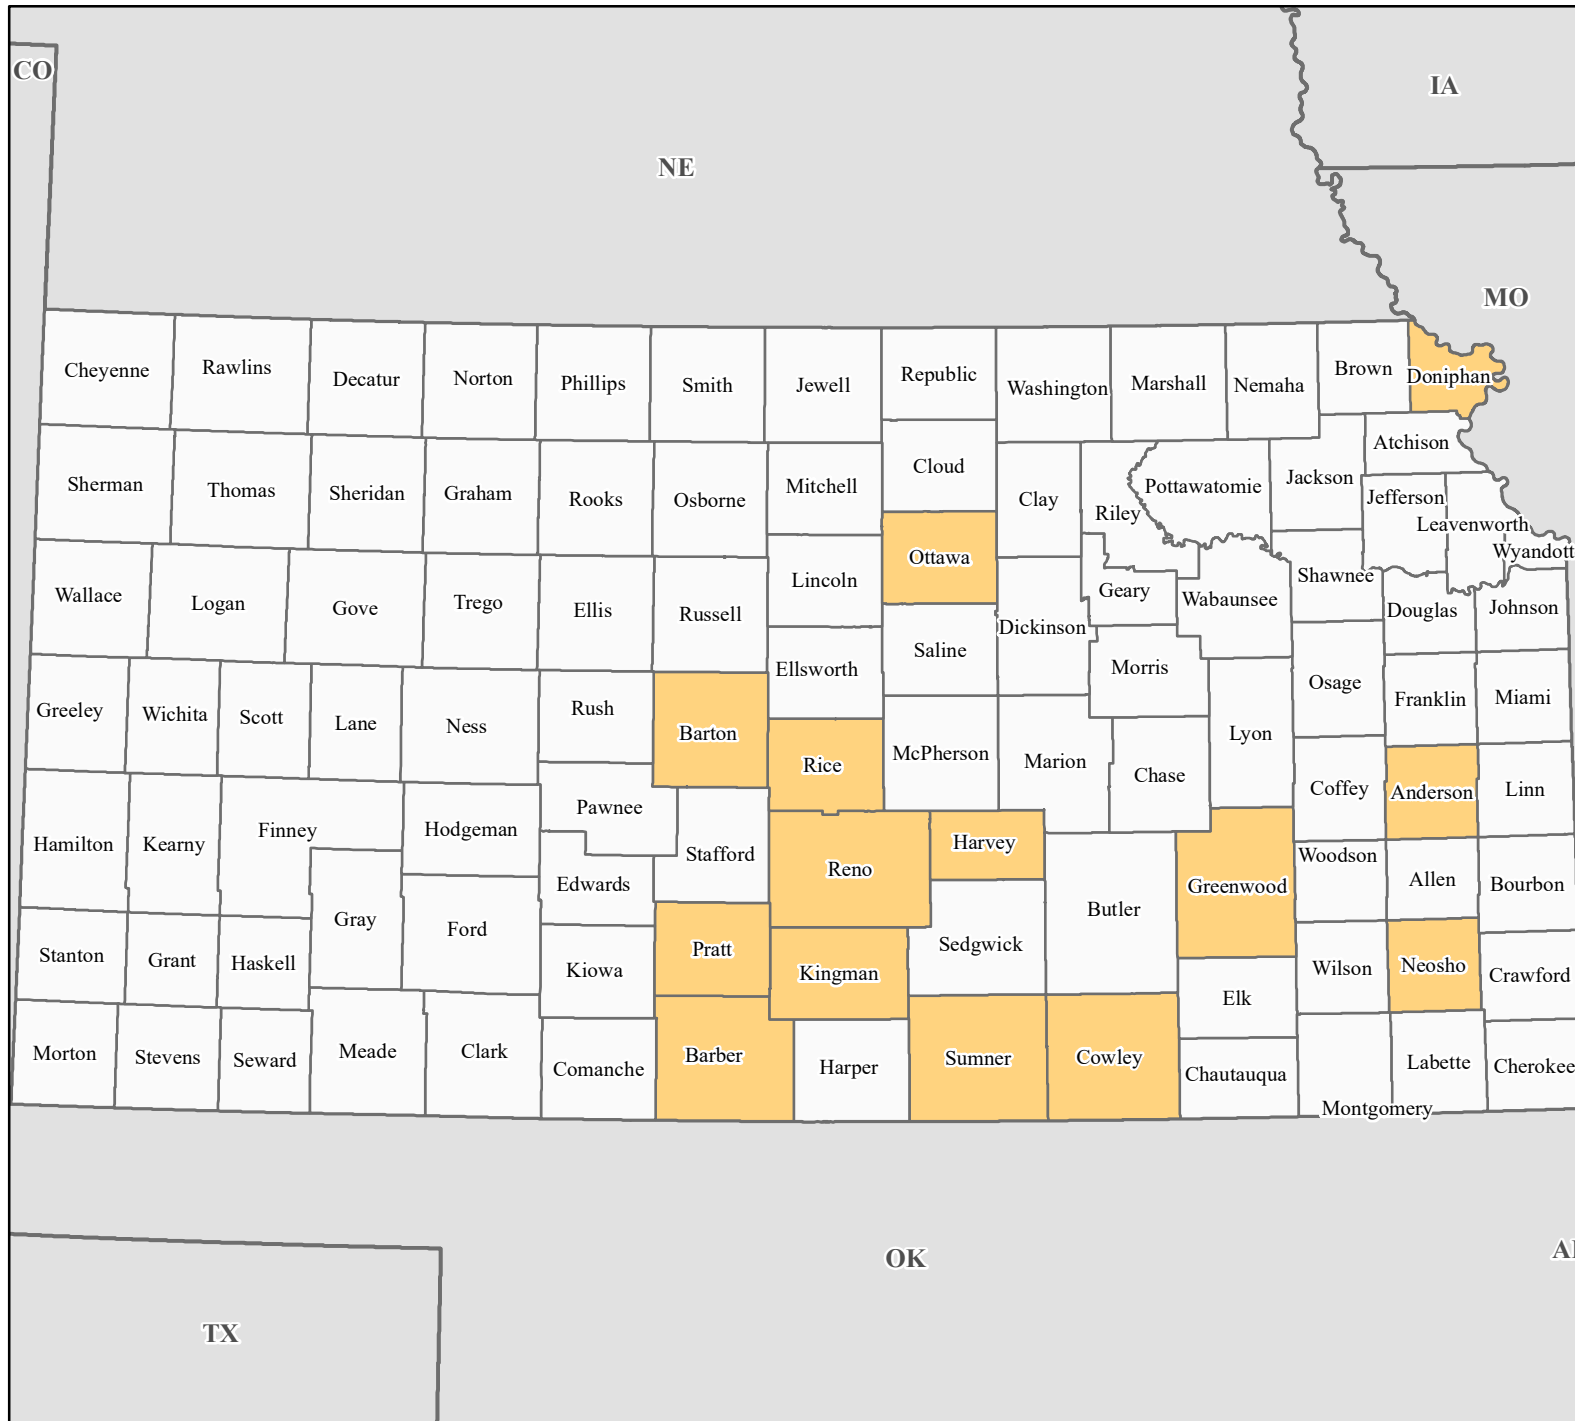 CO
IA
NE
MO
Cheyenne
Rawlins
Decatur
Norton
Phillips
Smith
Jewell
Republic
Washington
Marshall
Nemaha
Brown
Doniphan
Atchison
Sherman
Thomas
Sheridan
Graham
Rooks
Osborne
Mitchell
Cloud
Clay
Riley
Pottawatomie
Jackson
Jefferson
Leavenworth
Wyandott
Ottawa
Wallace
Logan
Gove
Trego
Ellis
Russell
Lincoln
Saline
Dickinson
Geary
Wabaunsee
Shawnee
Douglas
Johnson
Ellsworth
Morris
Osage
Franklin
Miami
Greeley
Wichita
Scott
Lane
Ness
Rush
Barton
Rice
McPherson
Marion
Chase
Lyon
Coffey
Anderson
Linn
Hamilton
Kearny
Finney
Hodgeman
Pawnee
Stafford
Reno
Harvey
Butler
Greenwood
Woodson
Allen
Bourbon
Edwards
Gray
Ford
Stanton
Grant
Haskell
Kiowa
Pratt
Kingman
Sedgwick
Elk
Wilson
Neosho
Crawford
Morton
Stevens
Seward
Meade
Clark
Comanche
Barber
Harper
Sumner
Cowley
Chautauqua
Montgomery
Labette
Cherokee
OK
TX